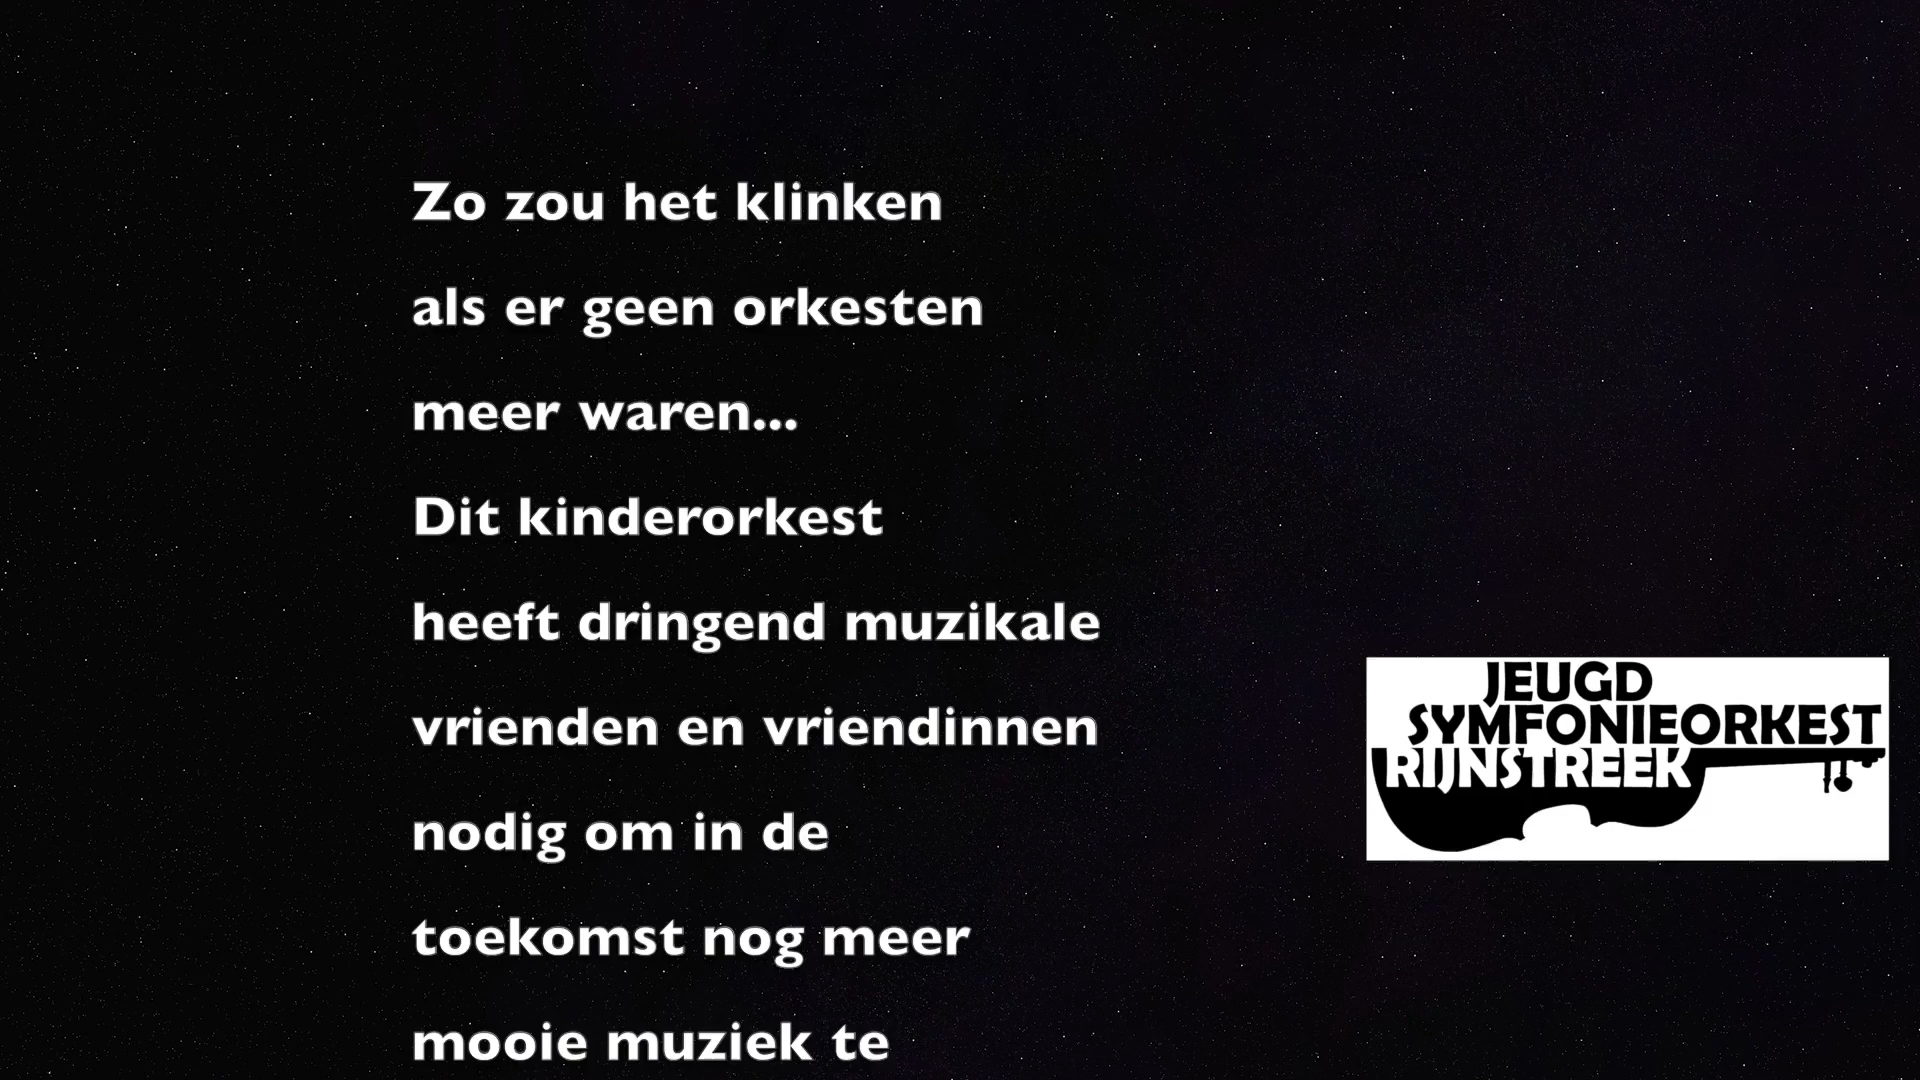 Zo zou het klinken
als er geen orkesten
meer waren...
Dit kinderorkest
heeft dringend muzikale
vrienden en vriendinnen
nodig om in de
toekomst nog meer
mooie muziek te
JEUGD
SYMFONIEORKEST
RIJNSTREEK